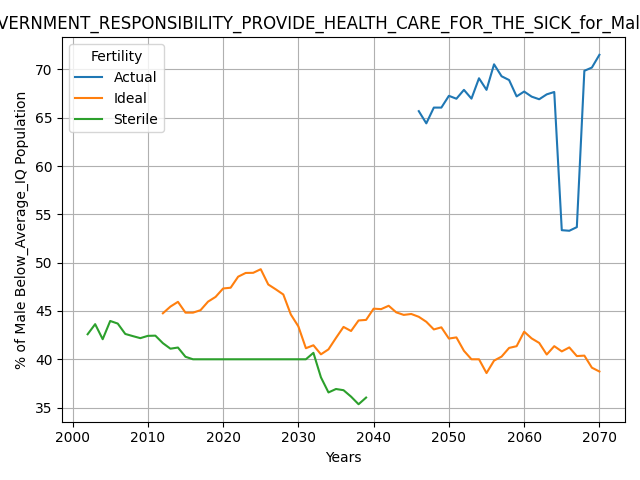 VERNMENT_RESPONSIBILITY_PROVIDE_HEALTH_CARE_FOR_THE_SICK_for_Mal
Fertility
Actual
Ideal
Sterile
% of Male Below_Average_IQ Population
70
65
60
55
50
45
40
35
2000 2010 2020 2030 2040 2050 2060 2070
Years